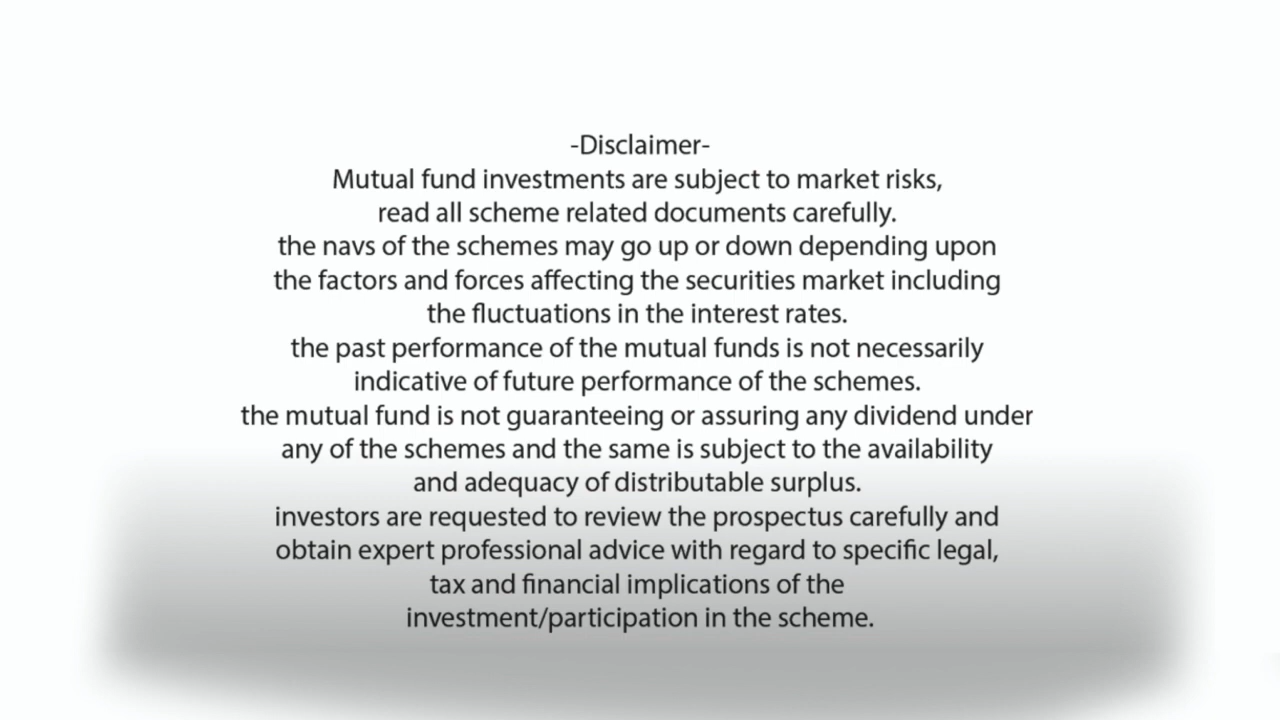 -Disclaimer-
Mutual fund investments are subject to market risks,
read all scheme related documents carefully.
the navs of the schemes may go up or down depending upon
the factors and forces affecting the securities market including
the fluctuations in the interest rates.
the past performance of the mutual funds is not necessarily
indicative of future performance of the schemes.
the mutual fund is not guaranteeing or assuring any dividend under
any of the schemes and the same is subject to the availability
and adequacy of distributable surplus.
investors are requested to review the prospectus carefully and
obtain expert professional advice with regard to specific legal,
tax and financial implications of the
investment/participation in the scheme.